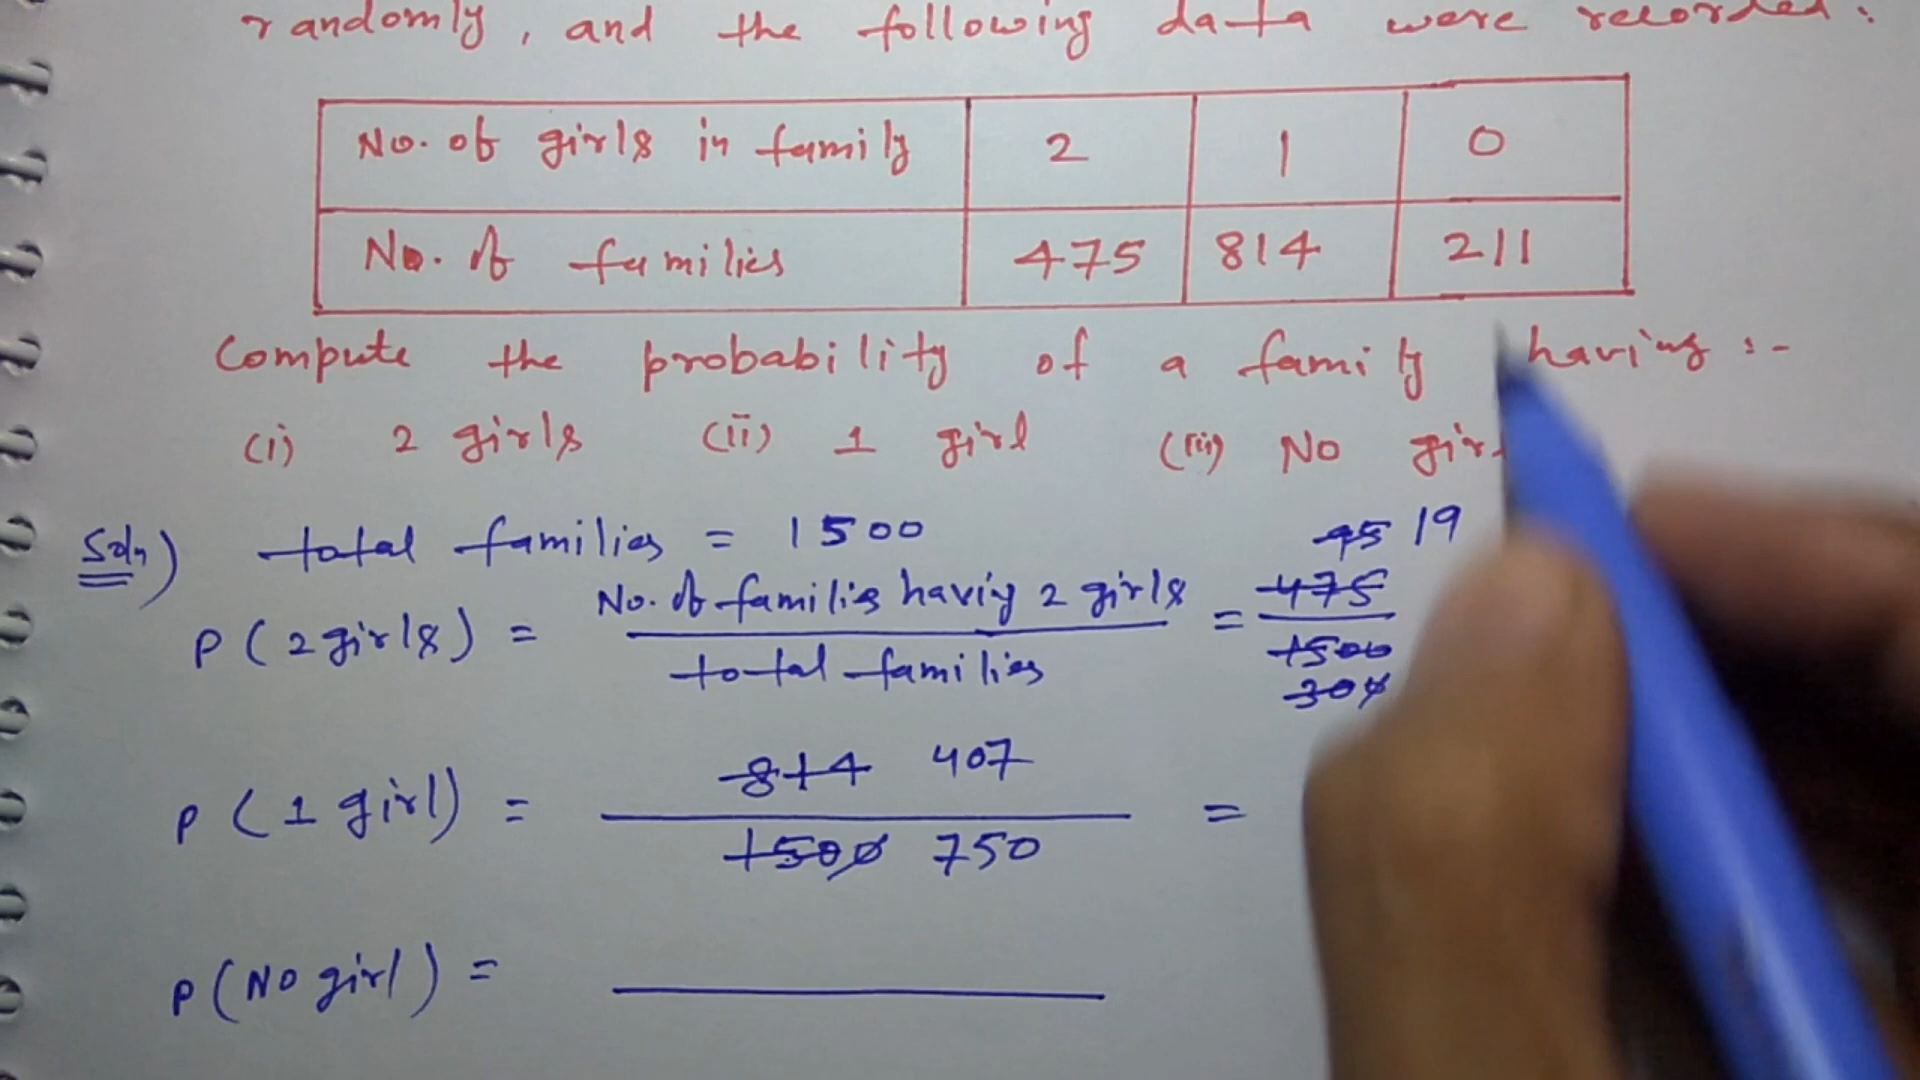 randomly, and the following data were recorded.
No. of girls in family 2 1 0
No. of families 475 814 211
Compute the probability of a family having :-
(i) 2 girls (ii) 1 girl (iii) No girl
Soln) total families = 1500
95 19
P(2 girls) = No. of families havig 2 girls / total families = 475 / 1500
300
P(1 girl) = 814 407 / 1500 750 =
P(No girl) =